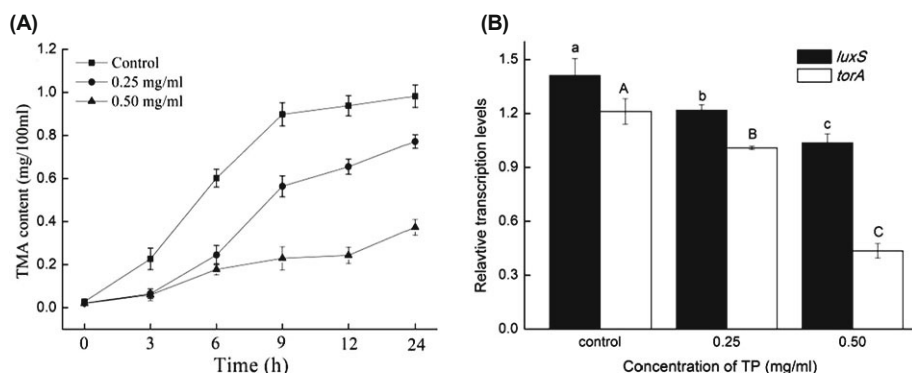 (A)
1.2
1.0
0.8
0.6
0.4
0.2
0.0
TMA content (mg/100ml)
Control
0.25 mg/ml
0.50 mg/ml
0 3 6 9 12 24
Time (h)
(B)
1.5
1.2
0.9
0.6
0.3
0.0
Relavtive transcription levels
luxS
torA
a
A
b
B
c
C
control 0.25 0.50
Concentration of TP (mg/ml)